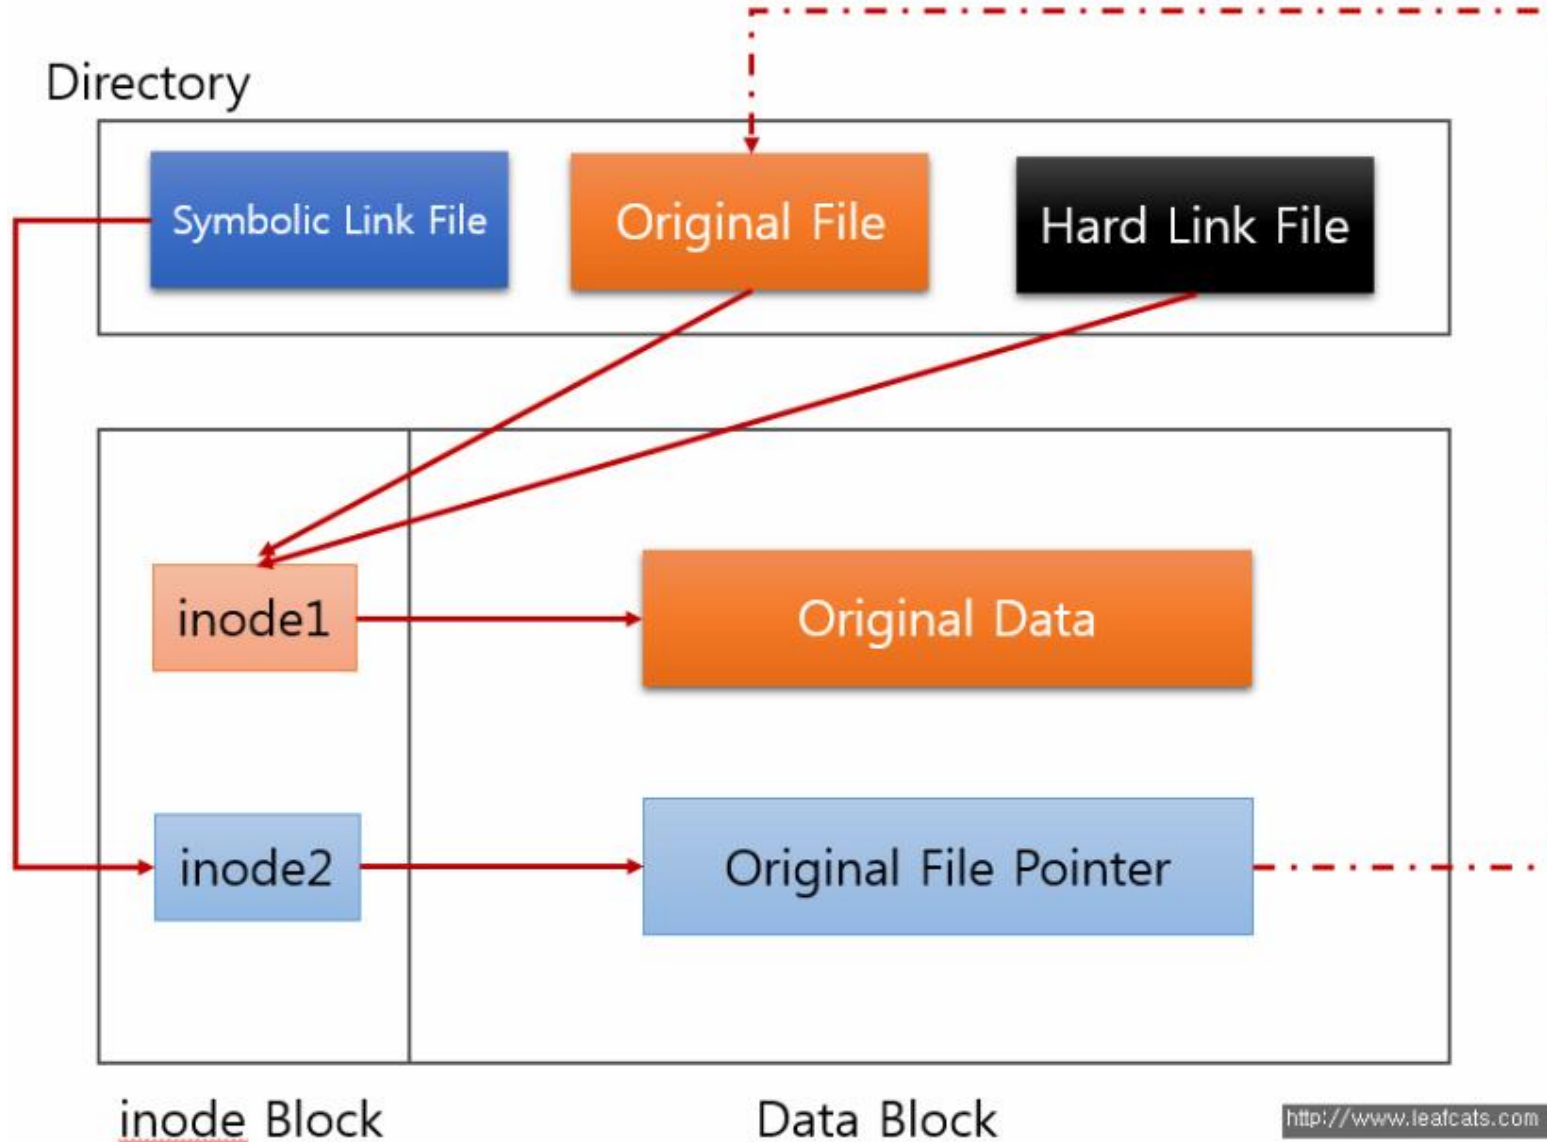 Directory
Symbolic Link File
Original File
Hard Link File
inode1
Original Data
inode2
Original File Pointer
inode Block
Data Block
http://www.leafcats.com